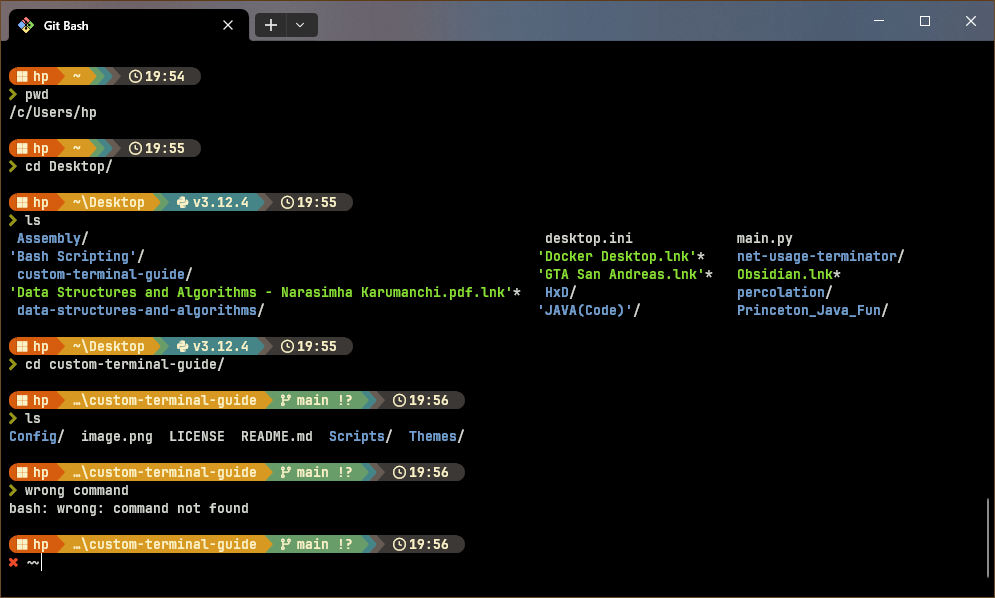 Git Bash
hp ~ 19:54
❯ pwd
/c/Users/hp
hp ~ 19:55
❯ cd Desktop/
hp ~\Desktop v3.12.4 19:55
❯ ls
Assembly/ desktop.ini main.py
'Bash Scripting'/ 'Docker Desktop.lnk'* net-usage-terminator/
custom-terminal-guide/ 'GTA San Andreas.lnk'* Obsidian.lnk*
'Data Structures and Algorithms - Narasimha Karumanchi.pdf.lnk'* HxD/ percolation/
data-structures-and-algorithms/ 'JAVA(Code)'/ Princeton_Java_Fun/
hp ~\Desktop v3.12.4 19:55
❯ cd custom-terminal-guide/
hp …\custom-terminal-guide main !? 19:56
❯ ls
Config/ image.png LICENSE README.md Scripts/ Themes/
hp …\custom-terminal-guide main !? 19:56
❯ wrong command
bash: wrong: command not found
hp …\custom-terminal-guide main !? 19:56
✖ ~~